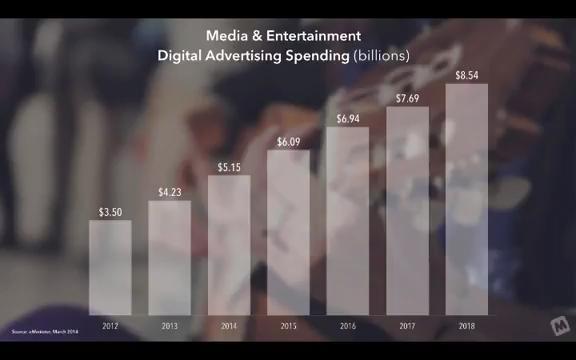 Media & Entertainment
Digital Advertising Spending (billions)
$8.54
$7.69
$6.94
$6.09
$5.15
$4.23
$3.50
2012 2013 2014 2015 2016 2017 2018
Source: eMarketer, March 2014
M